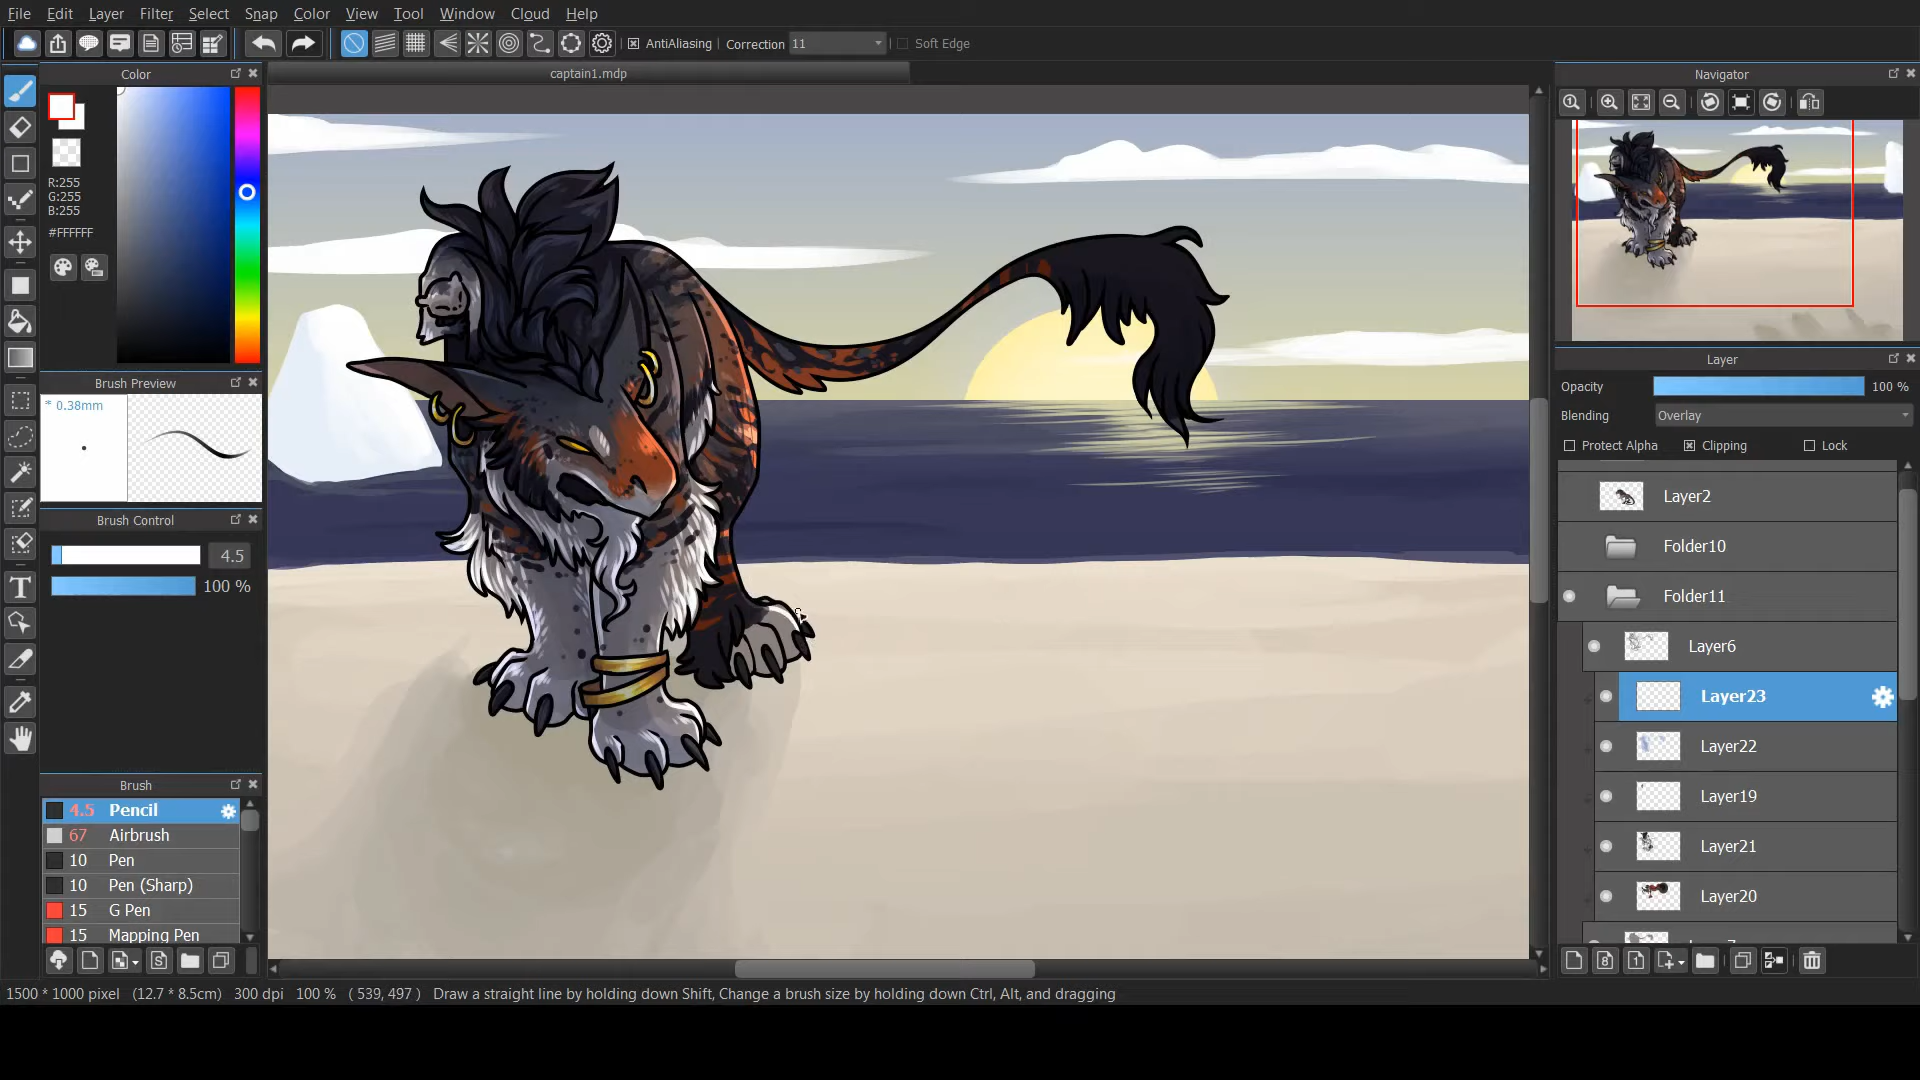 File Edit Layer Filter Select Snap Color View Tool Window Cloud Help
AntiAliasing Correction 11 Soft Edge
Color
captain1.mdp
Navigator
R:255
G:255
B:255
#FFFFFF
Brush Preview
* 0.38mm
Brush Control
4.5
100 %
Brush
4.5 Pencil
67 Airbrush
10 Pen
10 Pen (Sharp)
15 G Pen
15 Mapping Pen
Layer
Opacity 100 %
Blending Overlay
Protect Alpha Clipping Lock
Layer2
Folder10
Folder11
Layer6
Layer23
Layer22
Layer19
Layer21
Layer20
1500 * 1000 pixel (12.7 * 8.5cm) 300 dpi 100 % ( 539, 497 ) Draw a straight line by holding down Shift, Change a brush size by holding down Ctrl, Alt, and dragging